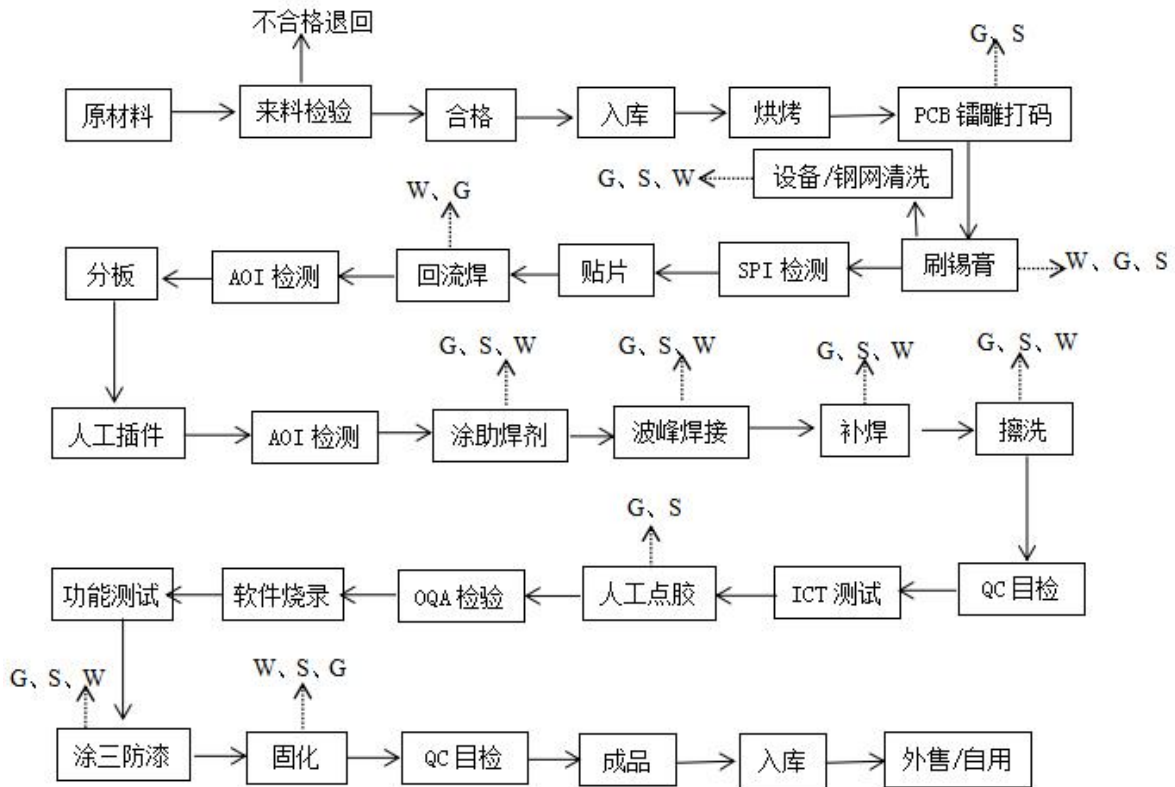 不合格退回
G、S
原材料
来料检验
合格
入库
烘烤
PCB 镭雕打码
G、S、W
设备/钢网清洗
W、G
分板
AOI 检测
回流焊
贴片
SPI 检测
刷锡膏
W、G、S
G、S、W
G、S、W
G、S、W
G、S、W
人工插件
AOI 检测
涂助焊剂
波峰焊接
补焊
擦洗
G、S
功能测试
软件烧录
OQA 检验
人工点胶
ICT 测试
QC 目检
G、S、W
W、S、G
涂三防漆
固化
QC 目检
成品
入库
外售/自用